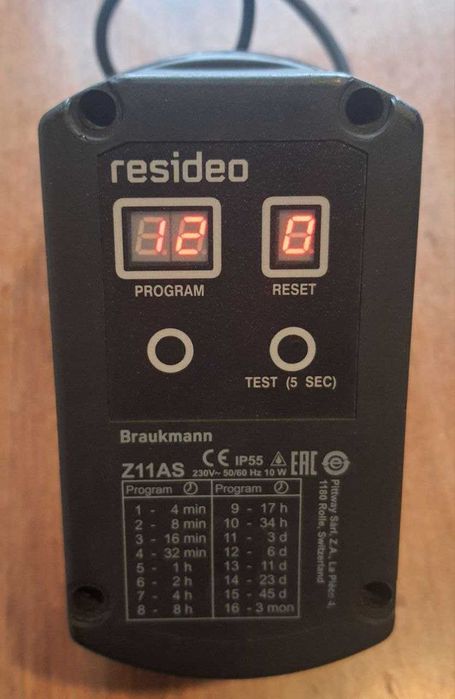 resideo
12 0
PROGRAM RESET
TEST (5 SEC)
Braukmann
Z11AS CE IP55 EAC
230V~ 50/60 Hz 10 W
Program Program
1 - 4 min 9 - 17 h
2 - 8 min 10 - 34 h
3 - 16 min 11 - 3 d
4 - 32 min 12 - 6 d
5 - 1 h 13 - 11 d
6 - 2 h 14 - 23 d
7 - 4 h 15 - 45 d
8 - 8 h 16 - 3 mon
Pittway Sàrl, Z.A., La Pièce 4,
1180 Rolle, Switzerland